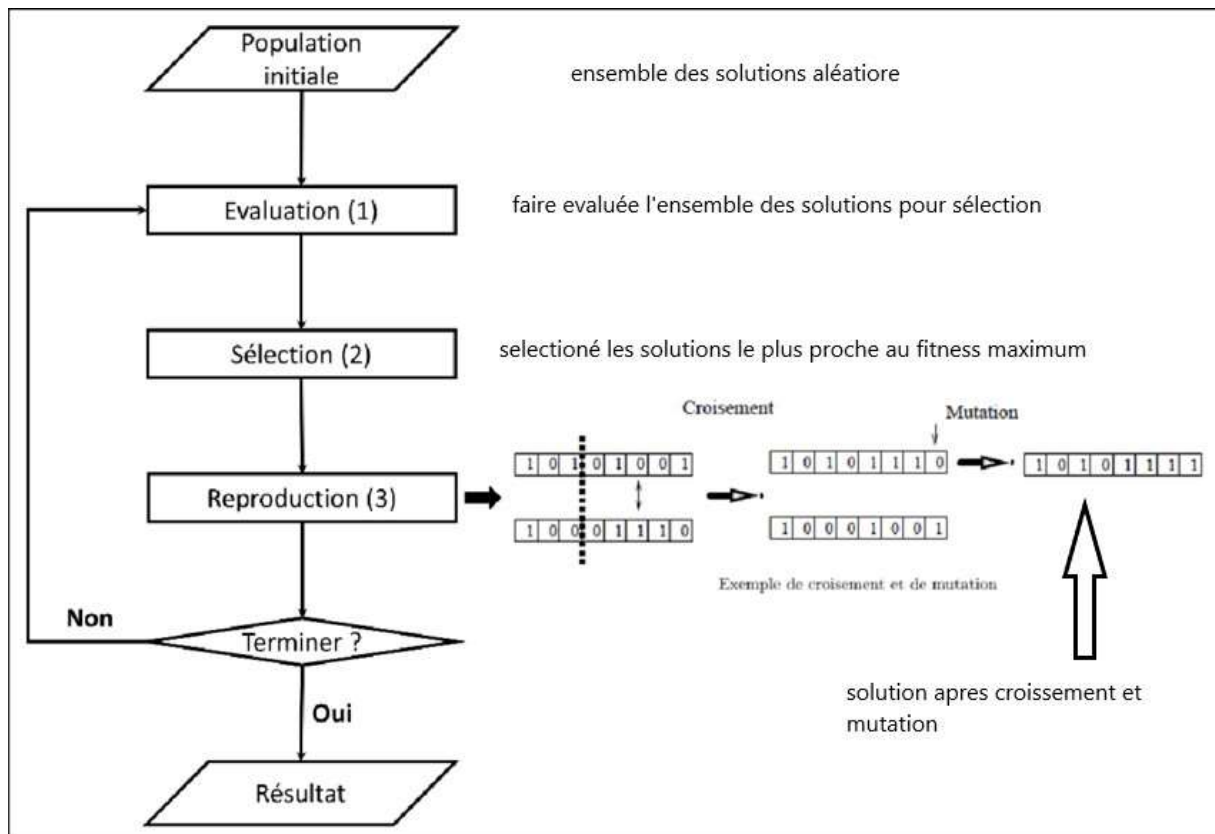 Population
initiale
ensemble des solutions aléatiore
Evaluation (1)
faire evaluée l'ensemble des solutions pour sélection
Sélection (2)
selectioné les solutions le plus proche au fitness maximum
Croisement
Mutation
Reproduction (3)
1 0 1 0 1 0 0 1
1 0 0 0 1 1 1 0
1 0 1 0 1 1 1 0
1 0 0 0 1 0 0 1
1 0 1 0 1 1 1 1
Exemple de croisement et de mutation
Non
Terminer ?
Oui
solution apres croissement et
mutation
Résultat